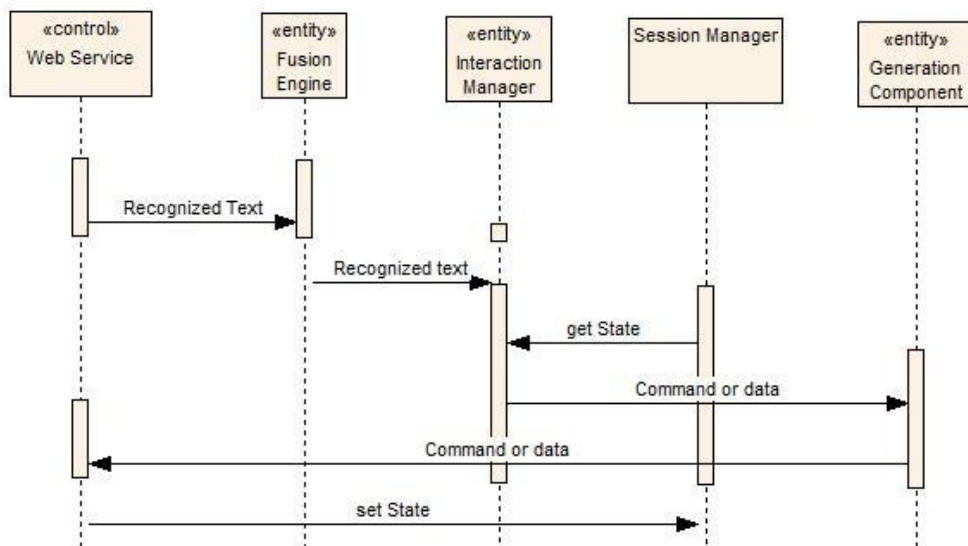 «control»
Web Service
«entity»
Fusion
Engine
«entity»
Interaction
Manager
Session Manager
«entity»
Generation
Component
Recognized Text
Recognized text
get State
Command or data
Command or data
set State